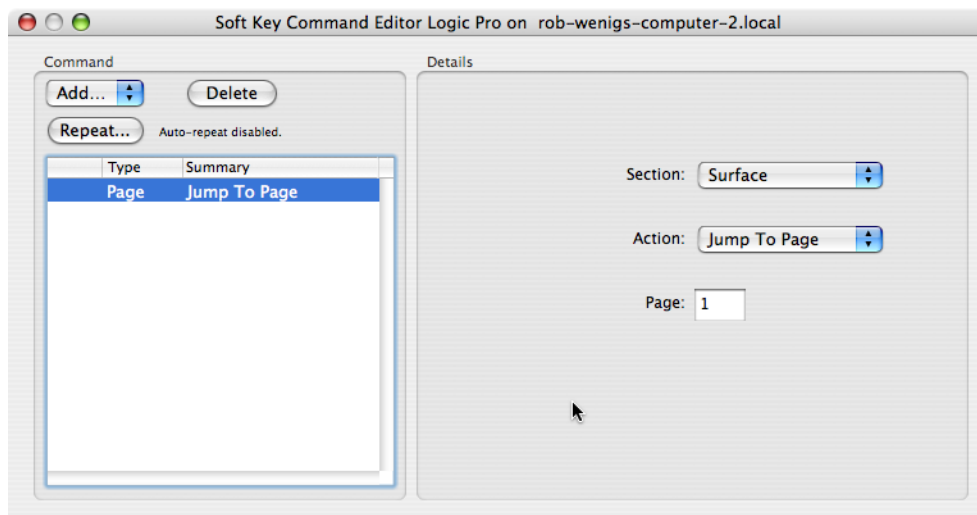 Soft Key Command Editor Logic Pro on rob-wenigs-computer-2.local
Command
Add...
Delete
Repeat...
Auto-repeat disabled.
Type Summary
Page Jump To Page
Details
Section: Surface
Action: Jump To Page
Page: 1